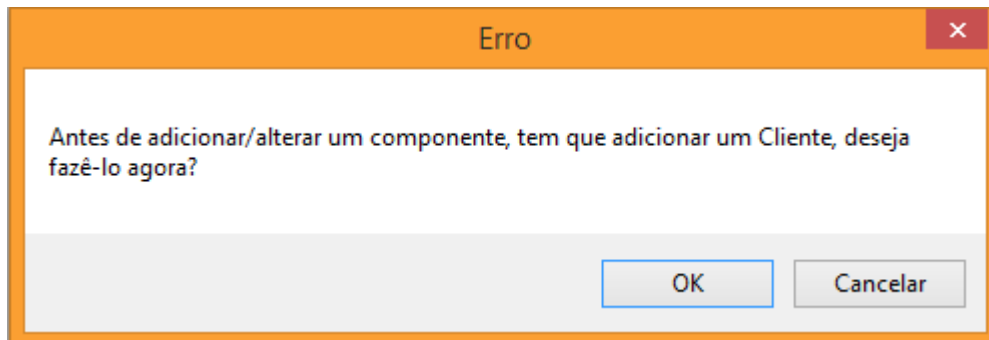 Erro
Antes de adicionar/alterar um componente, tem que adicionar um Cliente, deseja
fazê-lo agora?
OK
Cancelar